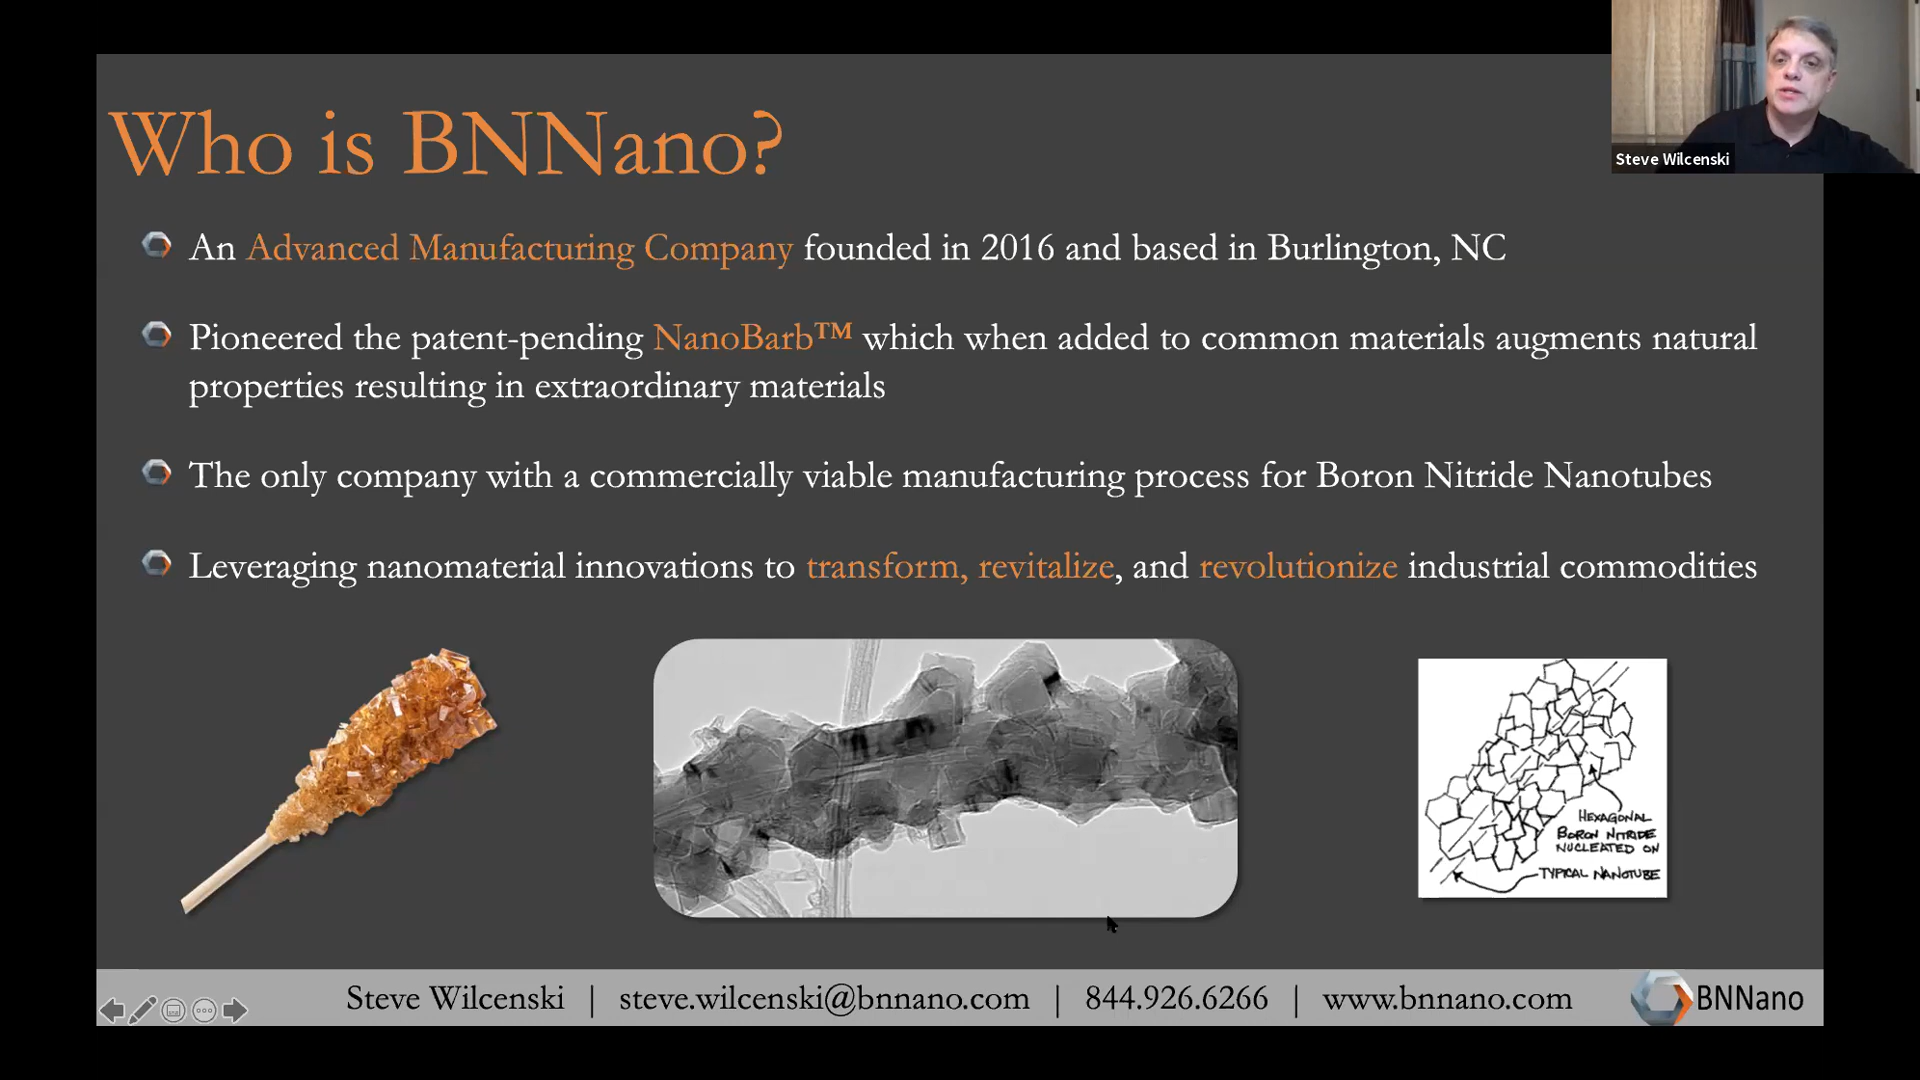 Who is BNNano?
Steve Wilcenski
An Advanced Manufacturing Company founded in 2016 and based in Burlington, NC
Pioneered the patent-pending NanoBarb™ which when added to common materials augments natural
properties resulting in extraordinary materials
The only company with a commercially viable manufacturing process for Boron Nitride Nanotubes
Leveraging nanomaterial innovations to transform, revitalize, and revolutionize industrial commodities
HEXAGONAL
BORON NITRIDE
NUCLEATED ON
TYPICAL NANOTUBE
Steve Wilcenski | steve.wilcenski@bnnano.com | 844.926.6266 | www.bnnano.com
BNNano